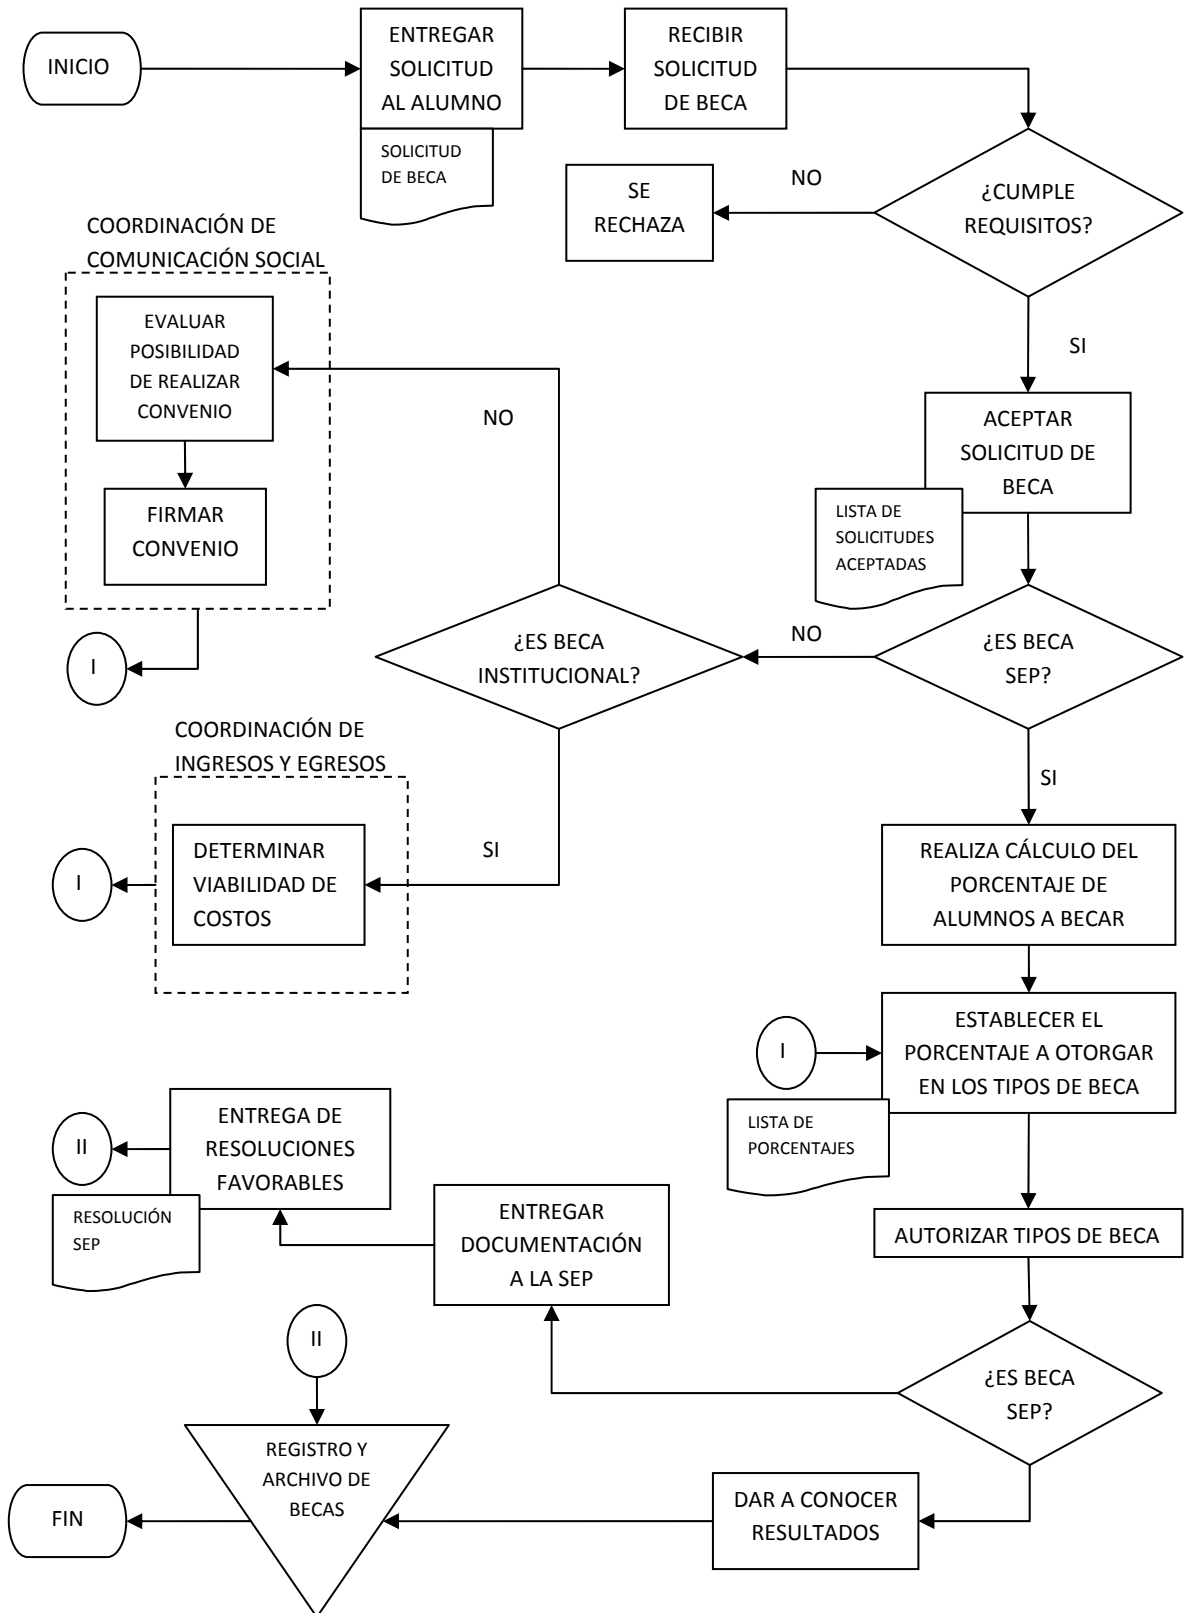 INICIO
ENTREGAR
SOLICITUD
AL ALUMNO
SOLICITUD
DE BECA
RECIBIR
SOLICITUD
DE BECA
¿CUMPLE
REQUISITOS?
NO
SE
RECHAZA
SI
ACEPTAR
SOLICITUD DE
BECA
LISTA DE
SOLICITUDES
ACEPTADAS
¿ES BECA
SEP?
NO
¿ES BECA
INSTITUCIONAL?
NO
COORDINACIÓN DE
COMUNICACIÓN SOCIAL
EVALUAR
POSIBILIDAD
DE REALIZAR
CONVENIO
FIRMAR
CONVENIO
I
SI
COORDINACIÓN DE
INGRESOS Y EGRESOS
DETERMINAR
VIABILIDAD DE
COSTOS
I
SI
REALIZA CÁLCULO DEL
PORCENTAJE DE
ALUMNOS A BECAR
I
ESTABLECER EL
PORCENTAJE A OTORGAR
EN LOS TIPOS DE BECA
LISTA DE
PORCENTAJES
AUTORIZAR TIPOS DE BECA
¿ES BECA
SEP?
ENTREGAR
DOCUMENTACIÓN
A LA SEP
ENTREGA DE
RESOLUCIONES
FAVORABLES
RESOLUCIÓN
SEP
II
II
DAR A CONOCER
RESULTADOS
REGISTRO Y
ARCHIVO DE
BECAS
FIN